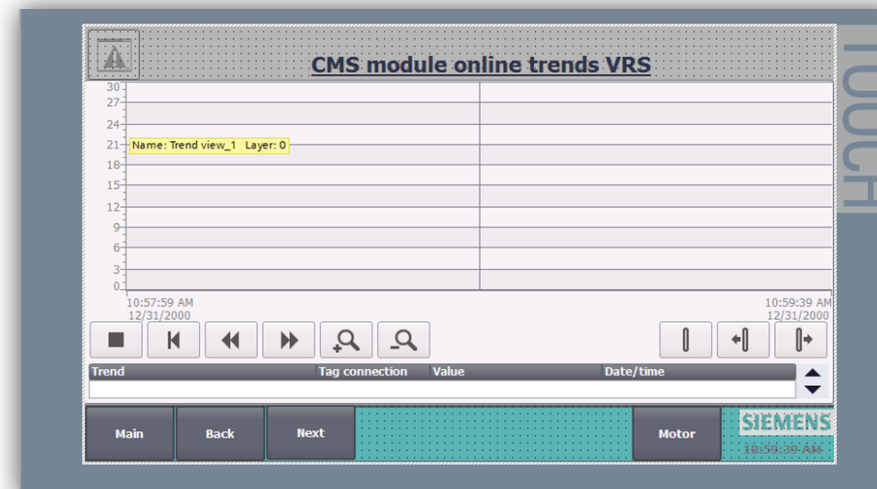 TOUCH
CMS module online trends VRS
30
27
24
21
Name: Trend view_1 Layer: 0
18
15
12
9
6
3
0
10:57:59 AM
12/31/2000
10:59:39 AM
12/31/2000
Trend Tag connection Value Date/time
Main Back Next Motor
SIEMENS
10:59:39 AM